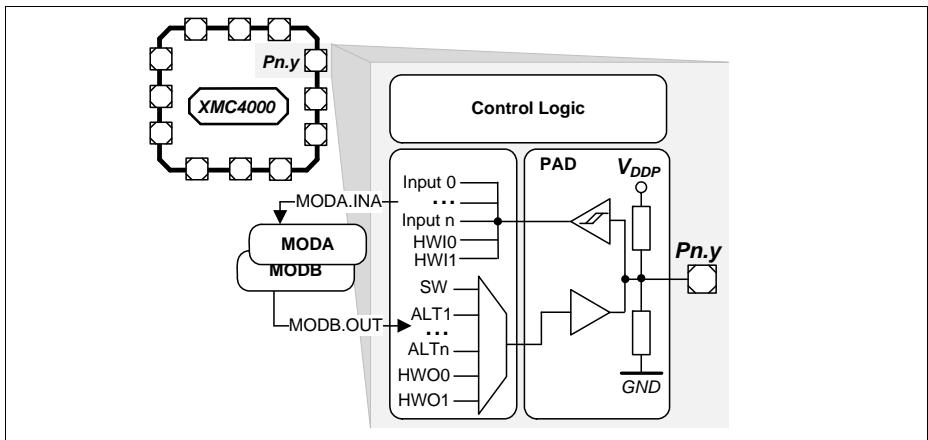 Pn.y
XMC4000
Control Logic
PAD
VDDP
Input 0
...
Input n
HWI0
HWI1
MODA.INA
MODA
MODB
MODB.OUT
SW
ALT1
...
ALTn
HWO0
HWO1
Pn.y
GND